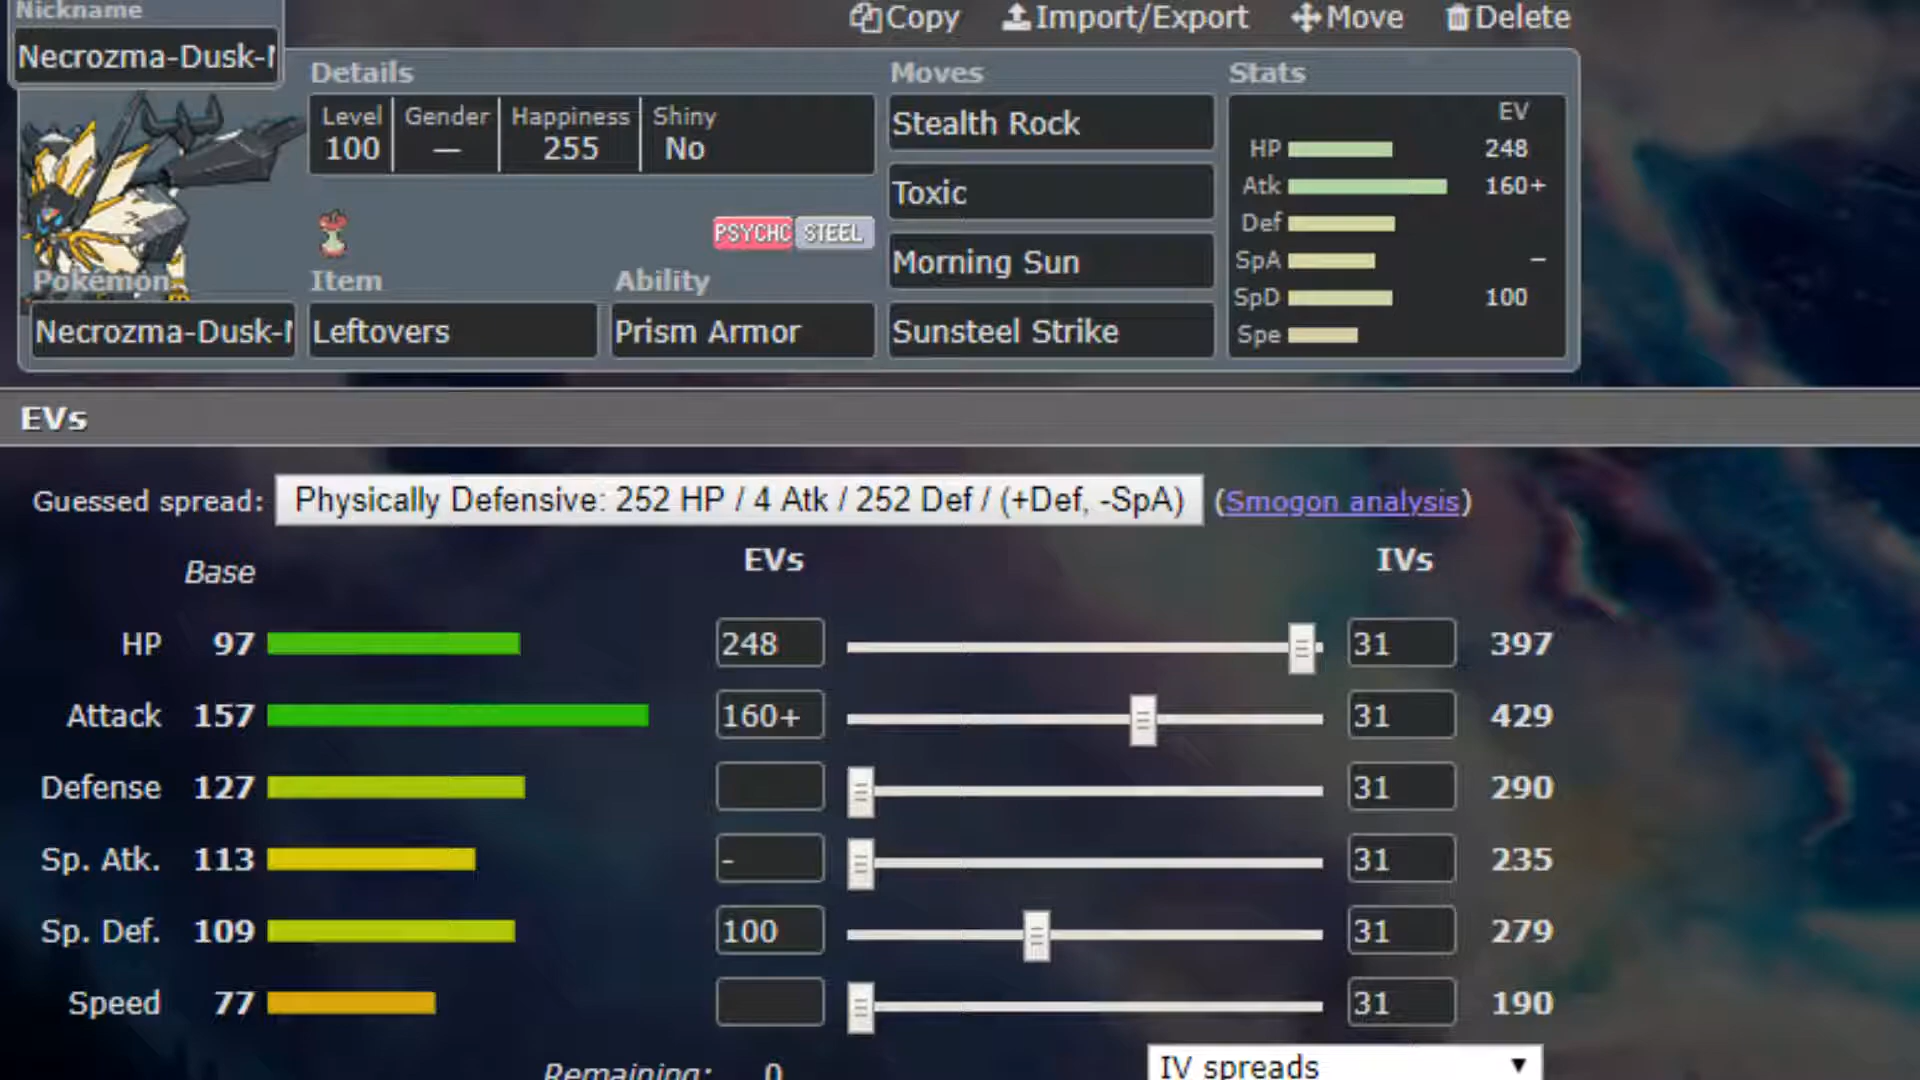 Nickname
Necrozma-Dusk-
Copy Import/Export Move Delete
Details
Level Gender Happiness Shiny
100 — 255 No
PSYCHC STEEL
Pokémon Item Ability
Necrozma-Dusk- Leftovers Prism Armor
Moves
Stealth Rock
Toxic
Morning Sun
Sunsteel Strike
Stats
EV
HP 248
Atk 160+
Def
SpA –
SpD 100
Spe
EVs
Guessed spread: Physically Defensive: 252 HP / 4 Atk / 252 Def / (+Def, -SpA) (Smogon analysis)
Base EVs IVs
HP 97 248 31 397
Attack 157 160+ 31 429
Defense 127 31 290
Sp. Atk. 113 - 31 235
Sp. Def. 109 100 31 279
Speed 77 31 190
Remaining: 0 IV spreads